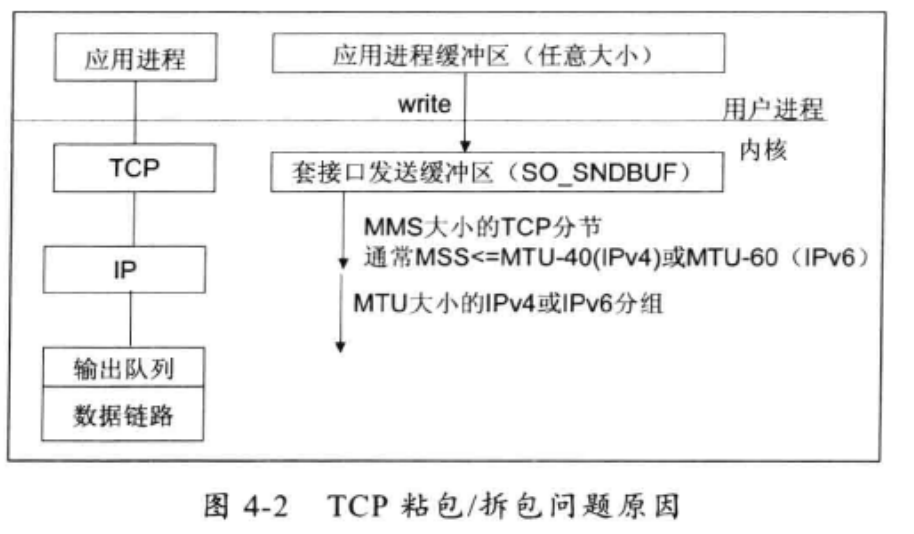 应用进程
应用进程缓冲区（任意大小）
write
用户进程
内核
TCP
套接口发送缓冲区（SO_SNDBUF）
MMS大小的TCP分节
通常MSS<=MTU-40(IPv4)或MTU-60（IPv6）
IP
MTU大小的IPv4或IPv6分组
输出队列
数据链路
图 4-2 TCP 粘包/拆包问题原因